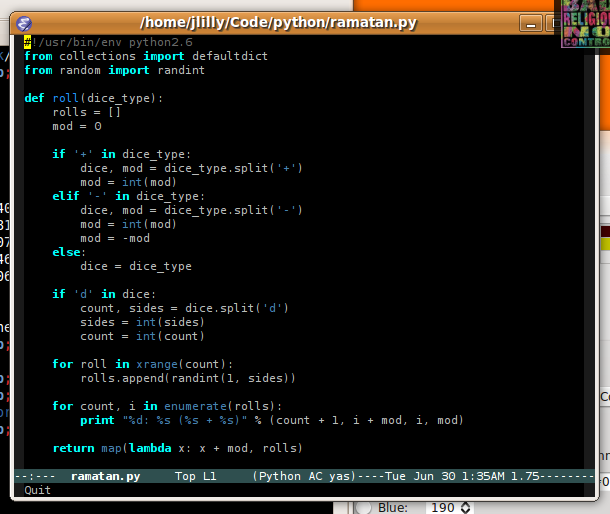 /home/jlilly/Code/python/ramatan.py
#!/usr/bin/env python2.6
from collections import defaultdict
from random import randint

def roll(dice_type):
    rolls = []
    mod = 0

    if '+' in dice_type:
        dice, mod = dice_type.split('+')
        mod = int(mod)
    elif '-' in dice_type:
        dice, mod = dice_type.split('-')
        mod = int(mod)
        mod = -mod
    else:
        dice = dice_type

    if 'd' in dice:
        count, sides = dice.split('d')
        sides = int(sides)
        count = int(count)

    for roll in xrange(count):
        rolls.append(randint(1, sides))

    for count, i in enumerate(rolls):
        print "%d: %s (%s + %s)" % (count + 1, i + mod, i, mod)

    return map(lambda x: x + mod, rolls)
--:---  ramatan.py     Top L1     (Python AC yas)----Tue Jun 30 1:35AM 1.75--------
Quit
Blue: 190
RELIGION